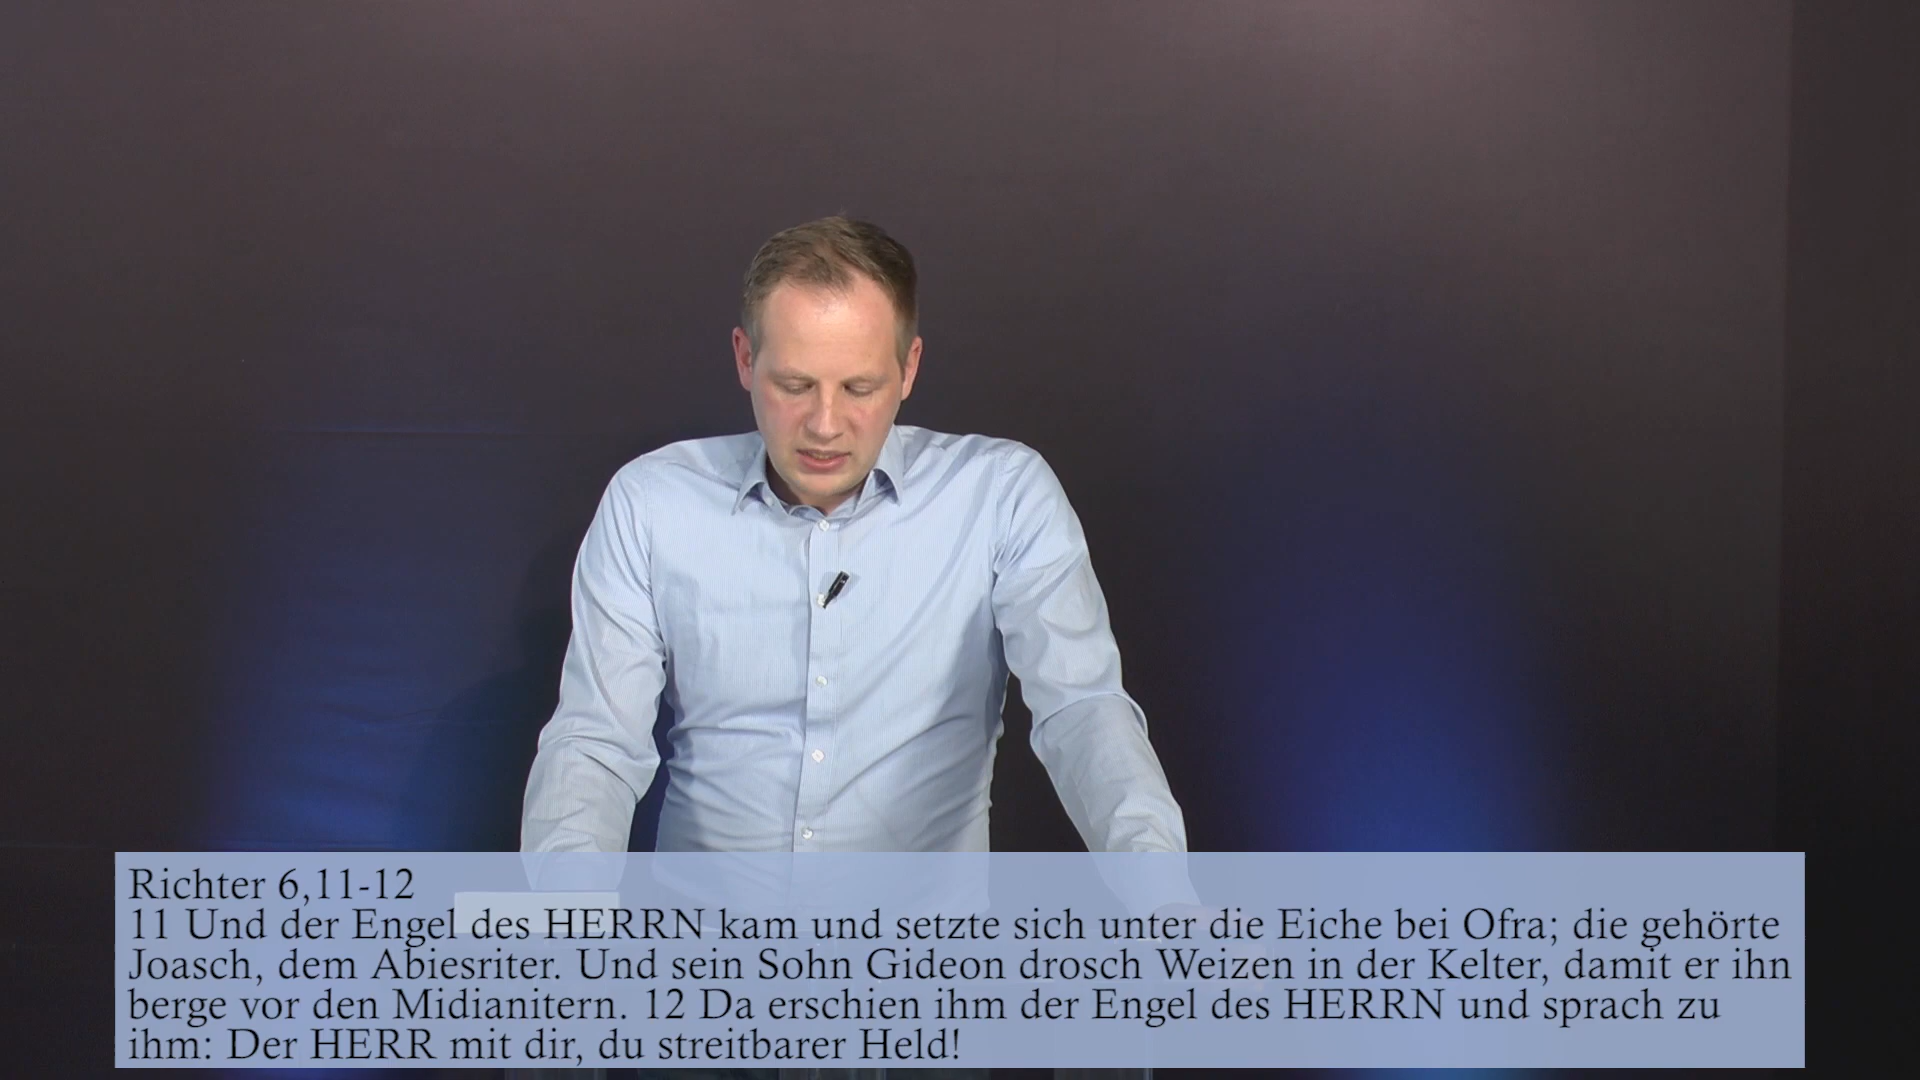 Richter 6,11-12
11 Und der Engel des HERRN kam und setzte sich unter die Eiche bei Ofra; die gehörte
Joasch, dem Abiesriter. Und sein Sohn Gideon drosch Weizen in der Kelter, damit er ihn
berge vor den Midianitern. 12 Da erschien ihm der Engel des HERRN und sprach zu
ihm: Der HERR mit dir, du streitbarer Held!